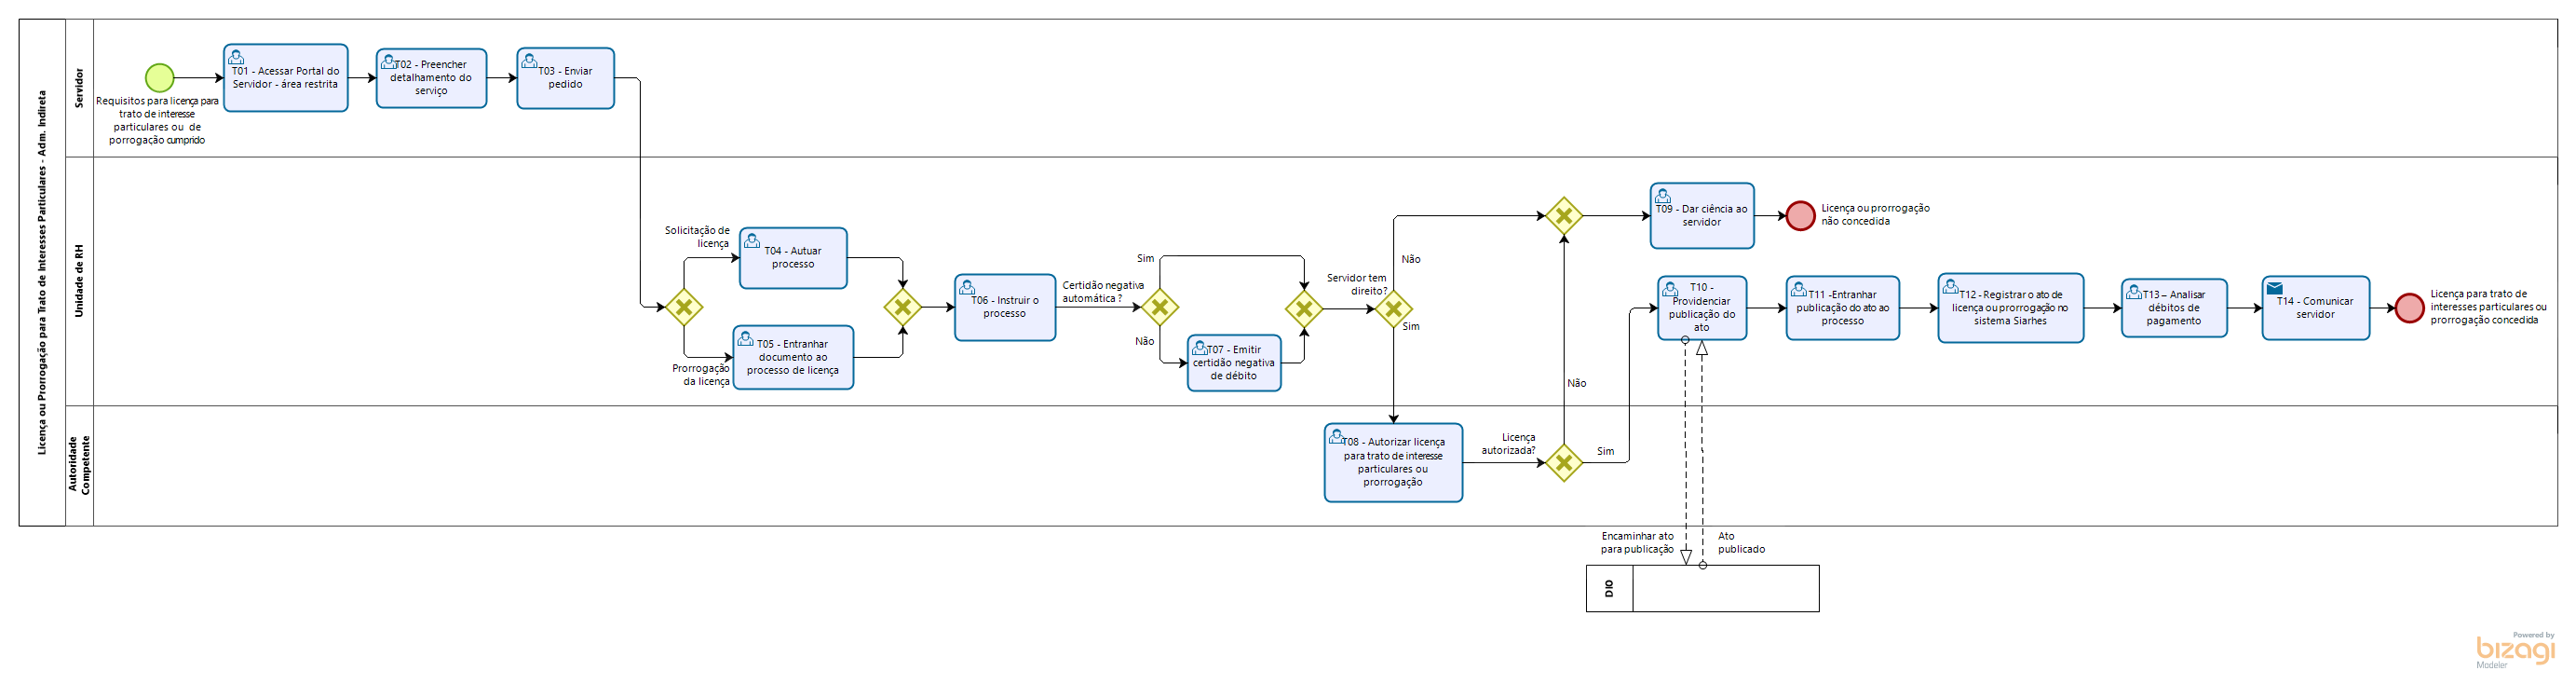 Licença ou Prorrogação para Trato de Interesses Particulares - Adm. Indireta
Servidor
Requisitos para licença para
trato de interesse
particulares ou de
porrogação cumprido
T01 - Acessar Portal do
Servidor - área restrita
T02 - Preencher
detalhamento do
serviço
T03 - Enviar
pedido
Unidade de RH
Solicitação de
licença
T04 - Autuar
processo
Prorrogação
da licença
T05 - Entranhar
documento ao
processo de licença
T06 - Instruir o
processo
Certidão negativa
automática ?
Sim
Não
T07 - Emitir
certidão negativa
de débito
Servidor tem
direito?
Não
Sim
T09 - Dar ciência ao
servidor
Licença ou prorrogação
não concedida
T10 -
Providenciar
publicação do
ato
T11 -Entranhar
publicação do ato ao
processo
T12 - Registrar o ato de
licença ou prorrogação no
sistema Siarhes
T13 – Analisar
débitos de
pagamento
T14 - Comunicar
servidor
Licença para trato de
interesses particulares ou
prorrogação concedida
Não
Autoridade
Competente
T08 - Autorizar licença
para trato de interesse
particulares ou
prorrogação
Licença
autorizada?
Sim
Encaminhar ato
para publicação
Ato
publicado
DIO
Powered by
bizagi
Modeler